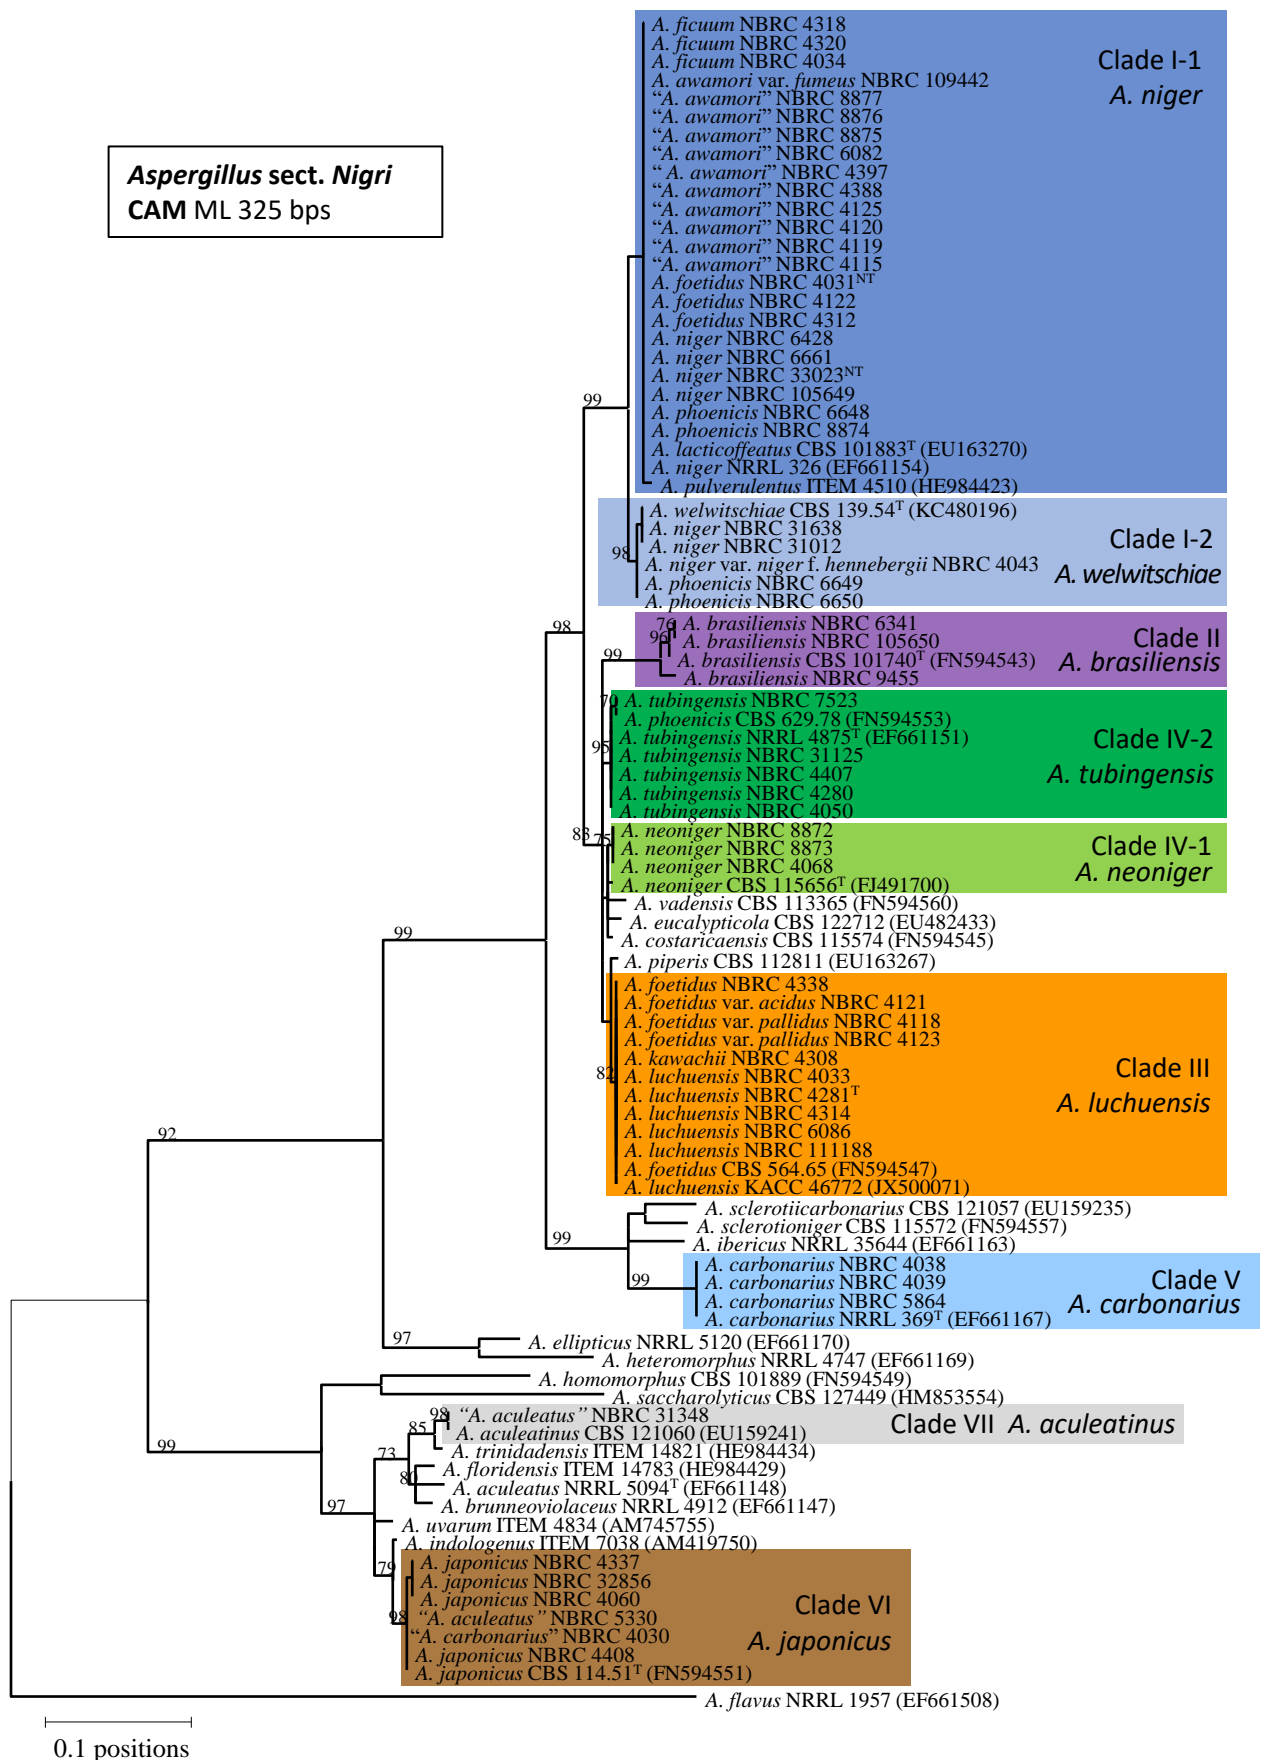 Aspergillus sect. Nigri
CAM ML 325 bps
A. ficuum NBRC 4318
A. ficuum NBRC 4320
A. ficuum NBRC 4034
A. awamori var. fumeus NBRC 109442
“A. awamori” NBRC 8877
“A. awamori” NBRC 8876
“A. awamori” NBRC 8875
“A. awamori” NBRC 6082
“ A. awamori” NBRC 4397
“A. awamori” NBRC 4388
“A. awamori” NBRC 4125
“A. awamori” NBRC 4120
“A. awamori” NBRC 4119
“A. awamori” NBRC 4115
A. foetidus NBRC 4031NT
A. foetidus NBRC 4122
A. foetidus NBRC 4312
A. niger NBRC 6428
A. niger NBRC 6661
A. niger NBRC 33023NT
A. niger NBRC 105649
A. phoenicis NBRC 6648
A. phoenicis NBRC 8874
A. lacticoffeatus CBS 101883T (EU163270)
A. niger NRRL 326 (EF661154)
A. pulverulentus ITEM 4510 (HE984423)
Clade I-1
A. niger
99
A. welwitschiae CBS 139.54T (KC480196)
A. niger NBRC 31638
A. niger NBRC 31012
A. niger var. niger f. hennebergii NBRC 4043
A. phoenicis NBRC 6649
A. phoenicis NBRC 6650
Clade I-2
A. welwitschiae
98
98
A. brasiliensis NBRC 6341
A. brasiliensis NBRC 105650
A. brasiliensis CBS 101740T (FN594543)
A. brasiliensis NBRC 9455
Clade II
A. brasiliensis
76
96
99
A. tubingensis NBRC 7523
A. phoenicis CBS 629.78 (FN594553)
A. tubingensis NRRL 4875T (EF661151)
A. tubingensis NBRC 31125
A. tubingensis NBRC 4407
A. tubingensis NBRC 4280
A. tubingensis NBRC 4050
Clade IV-2
A. tubingensis
70
95
A. neoniger NBRC 8872
A. neoniger NBRC 8873
A. neoniger NBRC 4068
A. neoniger CBS 115656T (FJ491700)
Clade IV-1
A. neoniger
83
75
A. vadensis CBS 113365 (FN594560)
A. eucalypticola CBS 122712 (EU482433)
A. costaricaensis CBS 115574 (FN594545)
A. piperis CBS 112811 (EU163267)
99
A. foetidus NBRC 4338
A. foetidus var. acidus NBRC 4121
A. foetidus var. pallidus NBRC 4118
A. foetidus var. pallidus NBRC 4123
A. kawachii NBRC 4308
A. luchuensis NBRC 4033
A. luchuensis NBRC 4281T
A. luchuensis NBRC 4314
A. luchuensis NBRC 6086
A. luchuensis NBRC 111188
A. foetidus CBS 564.65 (FN594547)
A. luchuensis KACC 46772 (JX500071)
Clade III
A. luchuensis
82
92
A. sclerotiicarbonarius CBS 121057 (EU159235)
A. sclerotioniger CBS 115572 (FN594557)
A. ibericus NRRL 35644 (EF661163)
99
A. carbonarius NBRC 4038
A. carbonarius NBRC 4039
A. carbonarius NBRC 5864
A. carbonarius NRRL 369T (EF661167)
Clade V
A. carbonarius
99
97
A. ellipticus NRRL 5120 (EF661170)
A. heteromorphus NRRL 4747 (EF661169)
A. homomorphus CBS 101889 (FN594549)
A. saccharolyticus CBS 127449 (HM853554)
“A. aculeatus” NBRC 31348
A. aculeatinus CBS 121060 (EU159241)
Clade VII A. aculeatinus
98
85
99
73
A. trinidadensis ITEM 14821 (HE984434)
A. floridensis ITEM 14783 (HE984429)
80
A. aculeatus NRRL 5094T (EF661148)
A. brunneoviolaceus NRRL 4912 (EF661147)
97
A. uvarum ITEM 4834 (AM745755)
A. indologenus ITEM 7038 (AM419750)
A. japonicus NBRC 4337
A. japonicus NBRC 32856
A. japonicus NBRC 4060
“A. aculeatus” NBRC 5330
“A. carbonarius” NBRC 4030
A. japonicus NBRC 4408
A. japonicus CBS 114.51T (FN594551)
Clade VI
A. japonicus
79
98
A. flavus NRRL 1957 (EF661508)
0.1 positions